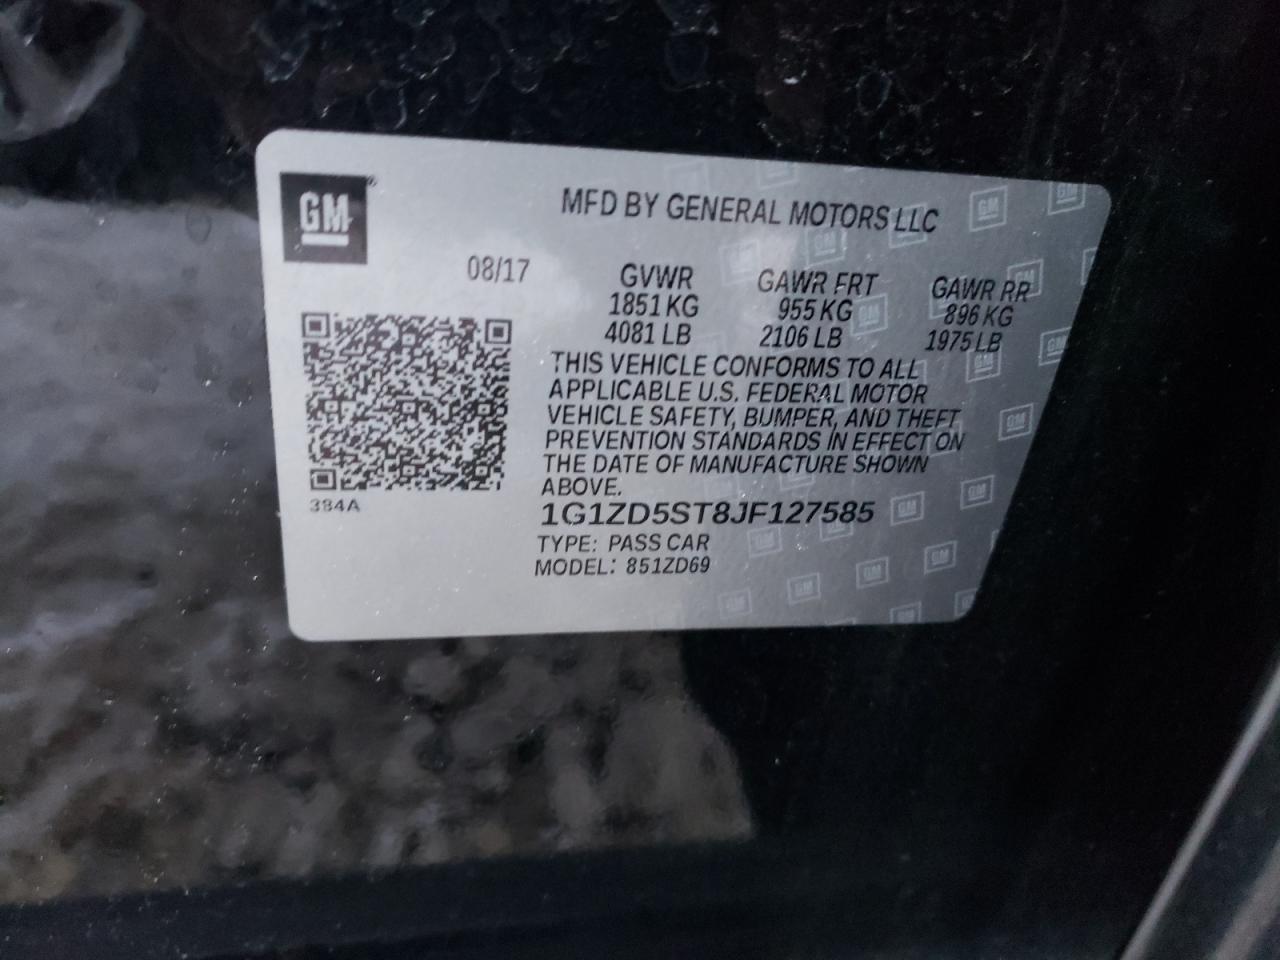 GM
MFD BY GENERAL MOTORS LLC
08/17
GVWR GAWR FRT GAWR RR
1851 KG 955 KG 896 KG
4081 LB 2106 LB 1975 LB
THIS VEHICLE CONFORMS TO ALL
APPLICABLE U.S. FEDERAL MOTOR
VEHICLE SAFETY, BUMPER, AND THEFT
PREVENTION STANDARDS IN EFFECT ON
THE DATE OF MANUFACTURE SHOWN
ABOVE.
1G1ZD5ST8JF127585
TYPE: PASS CAR
MODEL: 851ZD69
384A